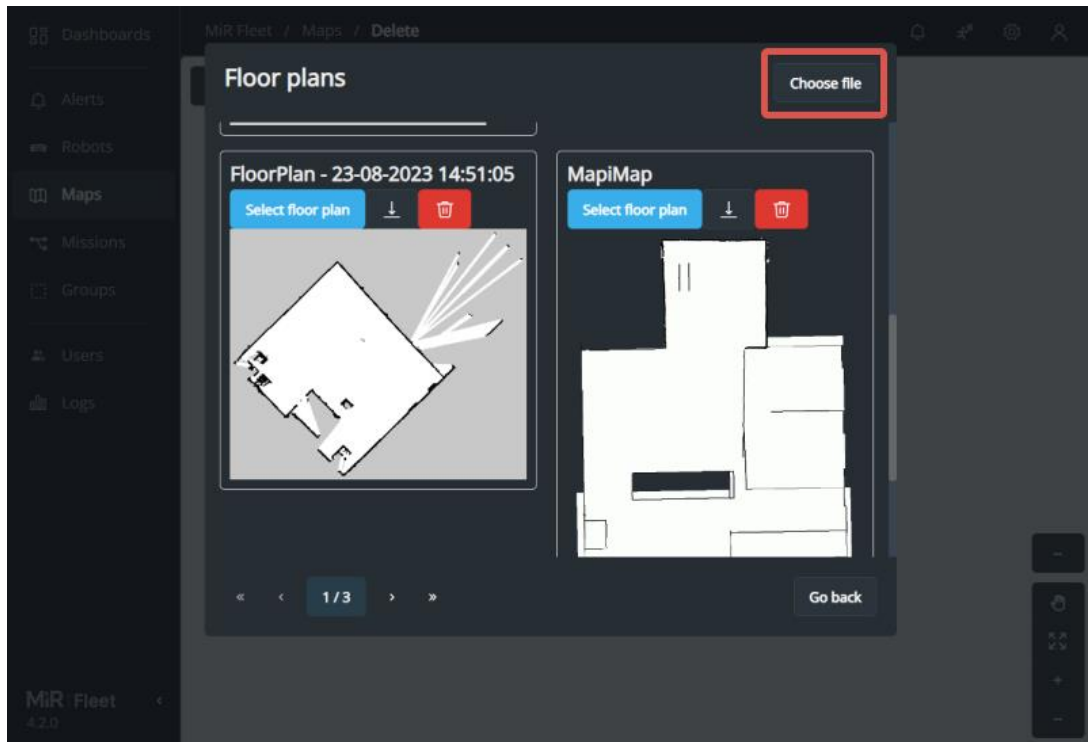 Dashboards
MiR Fleet / Maps / Delete
Floor plans
Choose file
Alerts
Robots
Maps
Missions
Groups
Users
Logs
FloorPlan - 23-08-2023 14:51:05
Select floor plan
MapiMap
Select floor plan
« ‹ 1 / 3 › »
Go back
MiR Fleet ‹
4.2.0